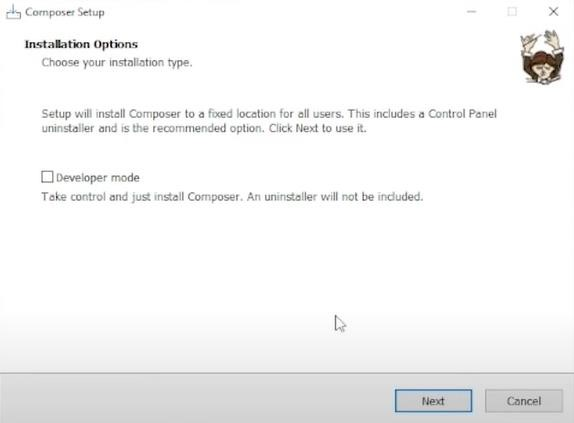 Composer Setup
Installation Options
Choose your installation type.
Setup will install Composer to a fixed location for all users. This includes a Control Panel
uninstaller and is the recommended option. Click Next to use it.
Developer mode
Take control and just install Composer. An uninstaller will not be included.
Next
Cancel